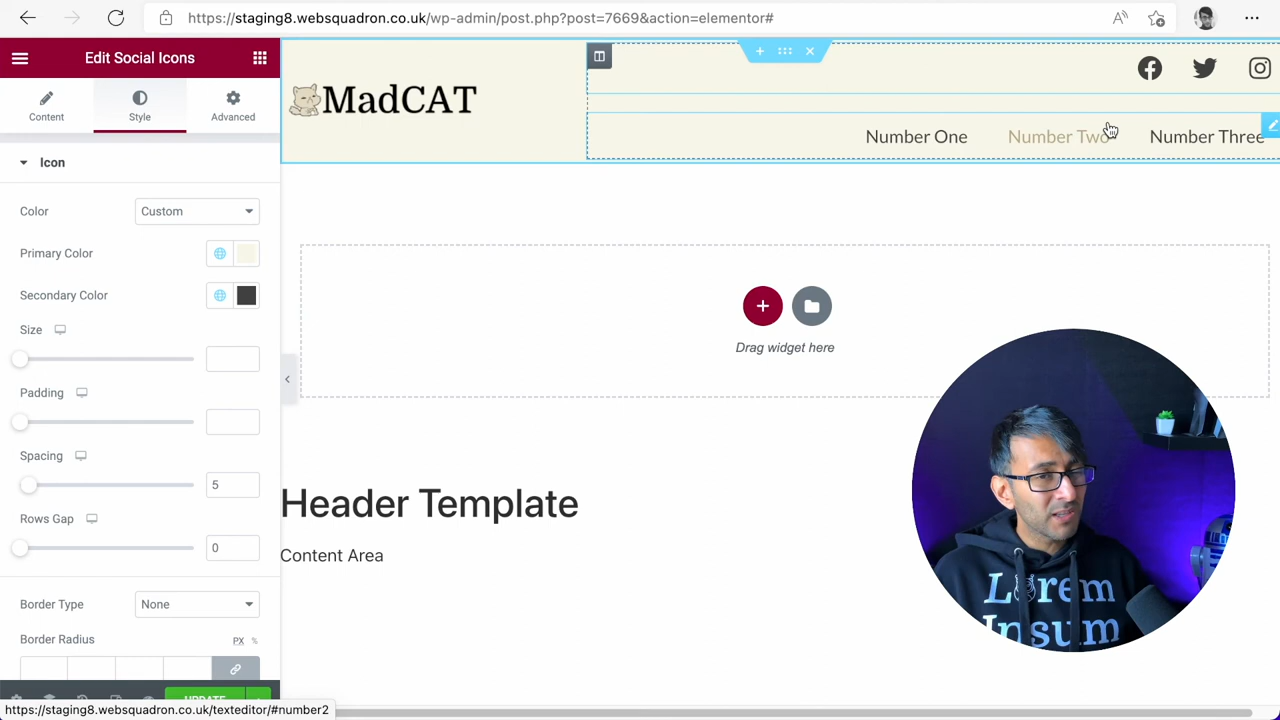 https://staging8.websquadron.co.uk/wp-admin/post.php?post=7669&action=elementor#
Edit Social Icons
Content
Style
Advanced
Icon
Color
Custom
Primary Color
Secondary Color
Size
Padding
Spacing
5
Rows Gap
0
Border Type
None
Border Radius
PX %
UPDATE
https://staging8.websquadron.co.uk/texteditor/#number2
MadCAT
Number One
Number Two
Number Three
Drag widget here
Header Template
Content Area
Lorem
Insum